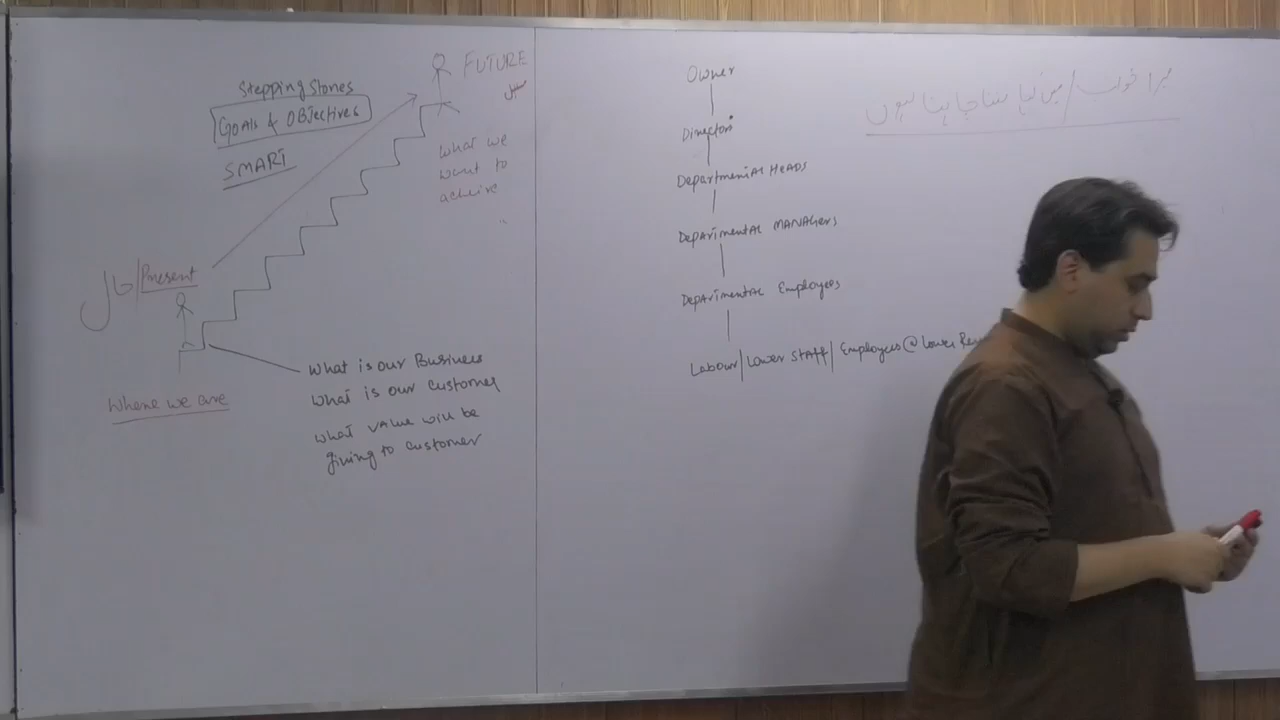 Stepping Stones
Goals & Objectives
SMART
FUTURE
What we
want to
achive
حال/Present
Where we are
What is our Business
What is our Customer
What value will be
giving to customer
Owner
Directors
Departmental Heads
Departmental Managers
Departmental Employees
Labour/Lower Staff/Employees @ Lower
میرا خواب/میں کیا بننا چاہتا ہوں